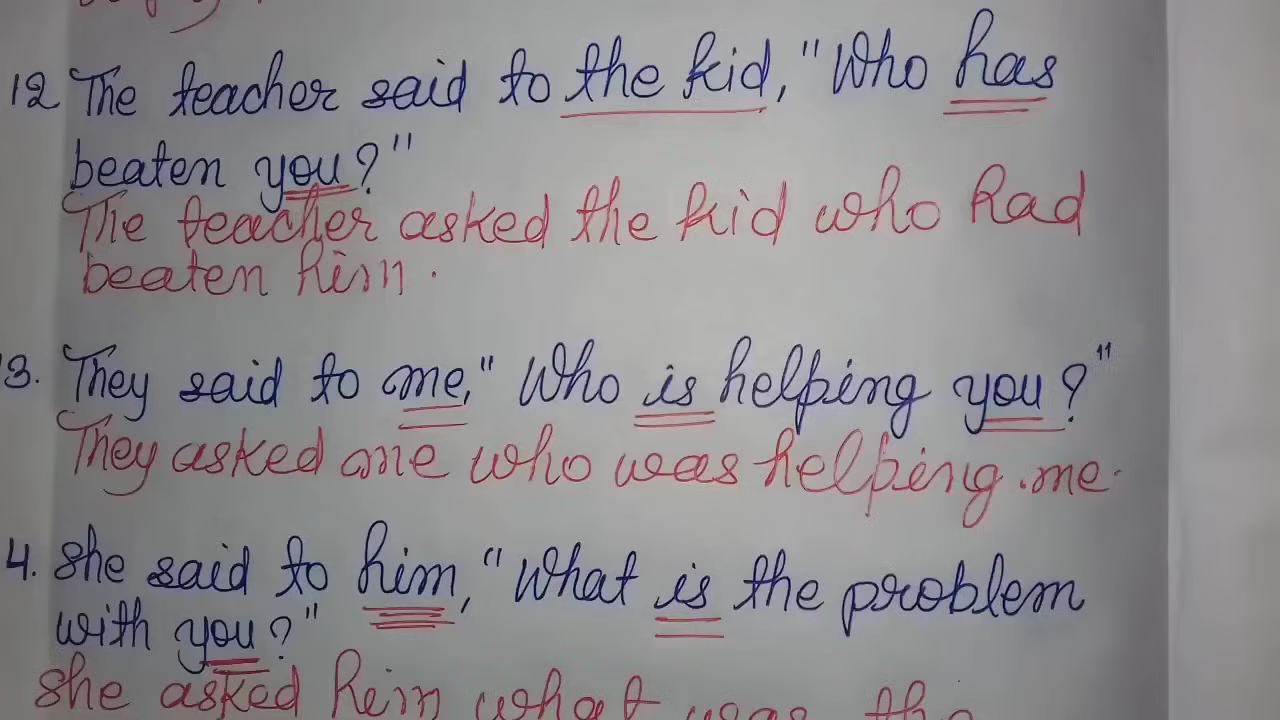 12 The teacher said to the kid, "Who has
beaten you?"
The teacher asked the kid who had
beaten him.
3. They said to me," Who is helping you?"
They asked me who was helping me.
4. She said to him, "What is the problem
with you?"
She asked him what was the